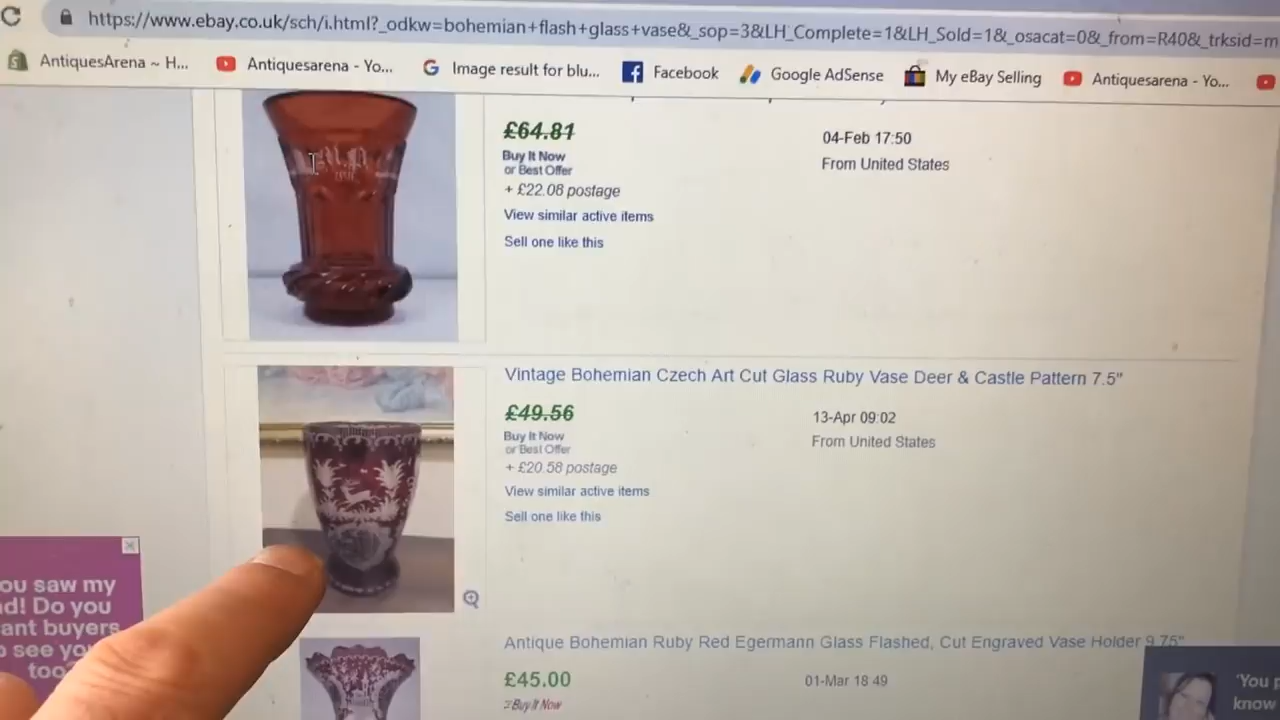 https://www.ebay.co.uk/sch/i.html?_odkw=bohemian+flash+glass+vase&_sop=3&LH_Complete=1&LH_Sold=1&_osacat=0&_from=R40&_trksid=m
AntiquesArena ~ H...
Antiquesarena - Yo...
Image result for blu...
Facebook
Google AdSense
My eBay Selling
Antiquesarena - Yo...
£64.81
04-Feb 17:50
Buy It Now
From United States
or Best Offer
+ £22.08 postage
View similar active items
Sell one like this
Vintage Bohemian Czech Art Cut Glass Ruby Vase Deer & Castle Pattern 7.5"
£49.56
13-Apr 09:02
Buy It Now
From United States
or Best Offer
+ £20.58 postage
View similar active items
Sell one like this
ou saw my
d! Do you
ant buyers
see yo
too?
Antique Bohemian Ruby Red Egermann Glass Flashed, Cut Engraved Vase Holder 9.75"
£45.00
01-Mar 18:49
Buy It Now
'You p
know